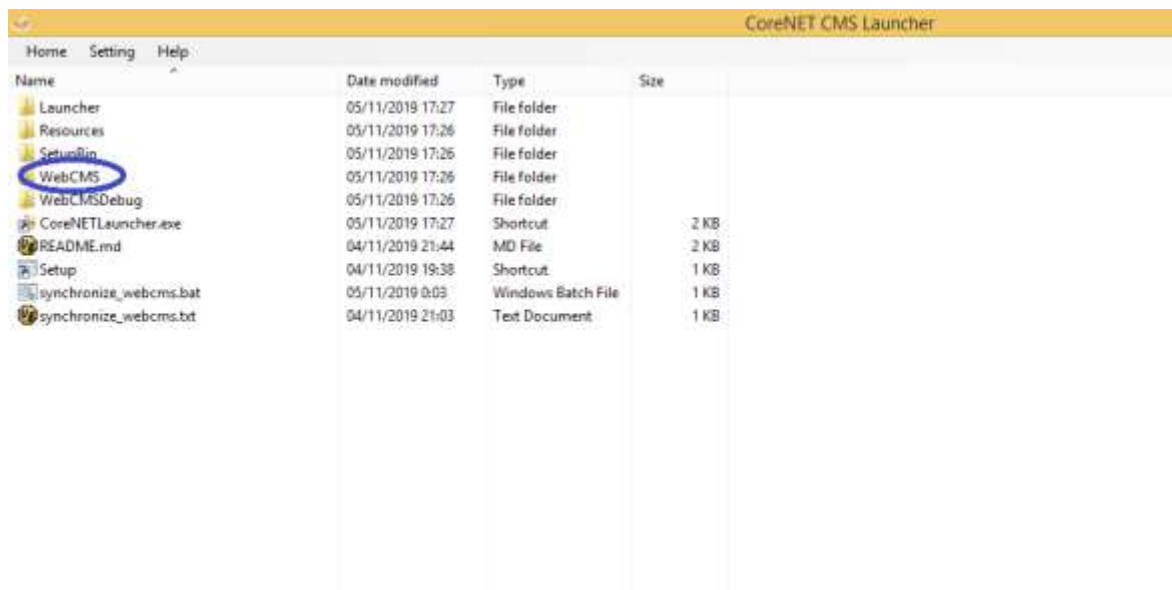 CoreNET CMS Launcher
Home Setting Help
Name Date modified Type Size
Launcher 05/11/2019 17:27 File folder
Resources 05/11/2019 17:26 File folder
SetupBin 05/11/2019 17:26 File folder
WebCMS 05/11/2019 17:26 File folder
WebCMSDebug 05/11/2019 17:26 File folder
CoreNETLauncher.exe 05/11/2019 17:27 Shortcut 2 KB
README.md 04/11/2019 21:44 MD File 2 KB
Setup 04/11/2019 19:38 Shortcut 1 KB
synchronize_webcms.bat 05/11/2019 0:03 Windows Batch File 1 KB
synchronize_webcms.txt 04/11/2019 21:03 Text Document 1 KB